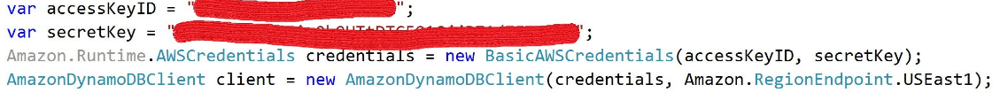 var accessKeyID = "";
var secretKey = "";
Amazon.Runtime.AWSCredentials credentials = new BasicAWSCredentials(accessKeyID, secretKey);
AmazonDynamoDBClient client = new AmazonDynamoDBClient(credentials, Amazon.RegionEndpoint.USEast1);